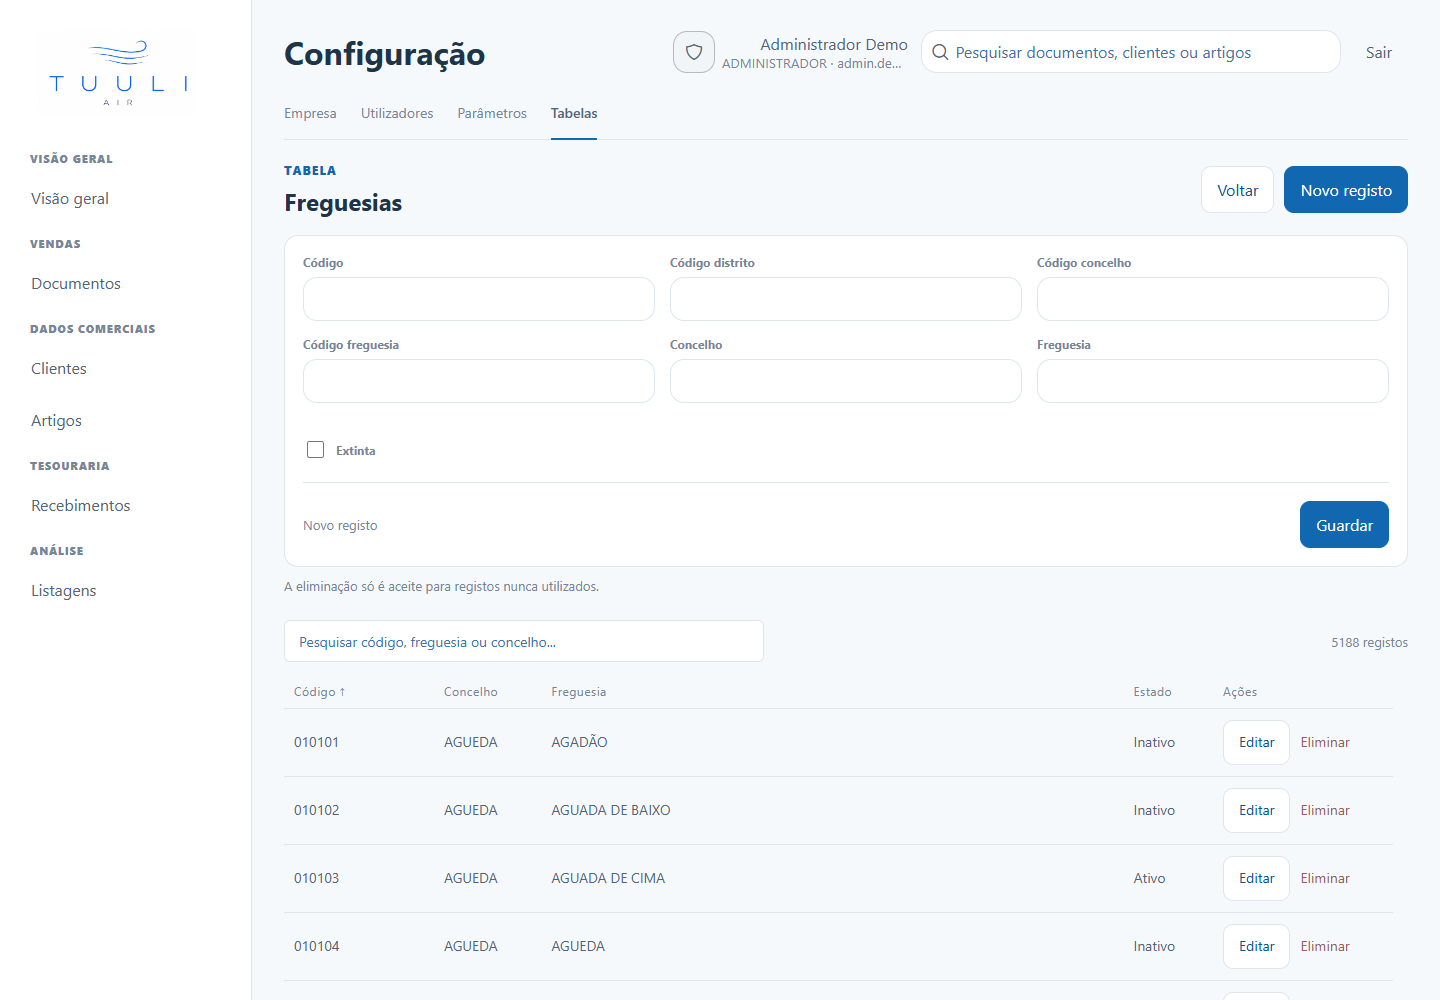 TUULI
AIR
VISÃO GERAL
Visão geral
VENDAS
Documentos
DADOS COMERCIAIS
Clientes
Artigos
TESOURARIA
Recebimentos
ANÁLISE
Listagens
Configuração
Administrador Demo
ADMINISTRADOR · admin.de...
Pesquisar documentos, clientes ou artigos
Sair
Empresa Utilizadores Parâmetros Tabelas
TABELA
Freguesias
Voltar Novo registo
Código Código distrito Código concelho
Código freguesia Concelho Freguesia
Extinta
Novo registo Guardar
A eliminação só é aceite para registos nunca utilizados.
Pesquisar código, freguesia ou concelho... 5188 registos
Código ↑ Concelho Freguesia Estado Ações
010101 AGUEDA AGADÃO Inativo Editar Eliminar
010102 AGUEDA AGUADA DE BAIXO Inativo Editar Eliminar
010103 AGUEDA AGUADA DE CIMA Ativo Editar Eliminar
010104 AGUEDA AGUEDA Inativo Editar Eliminar